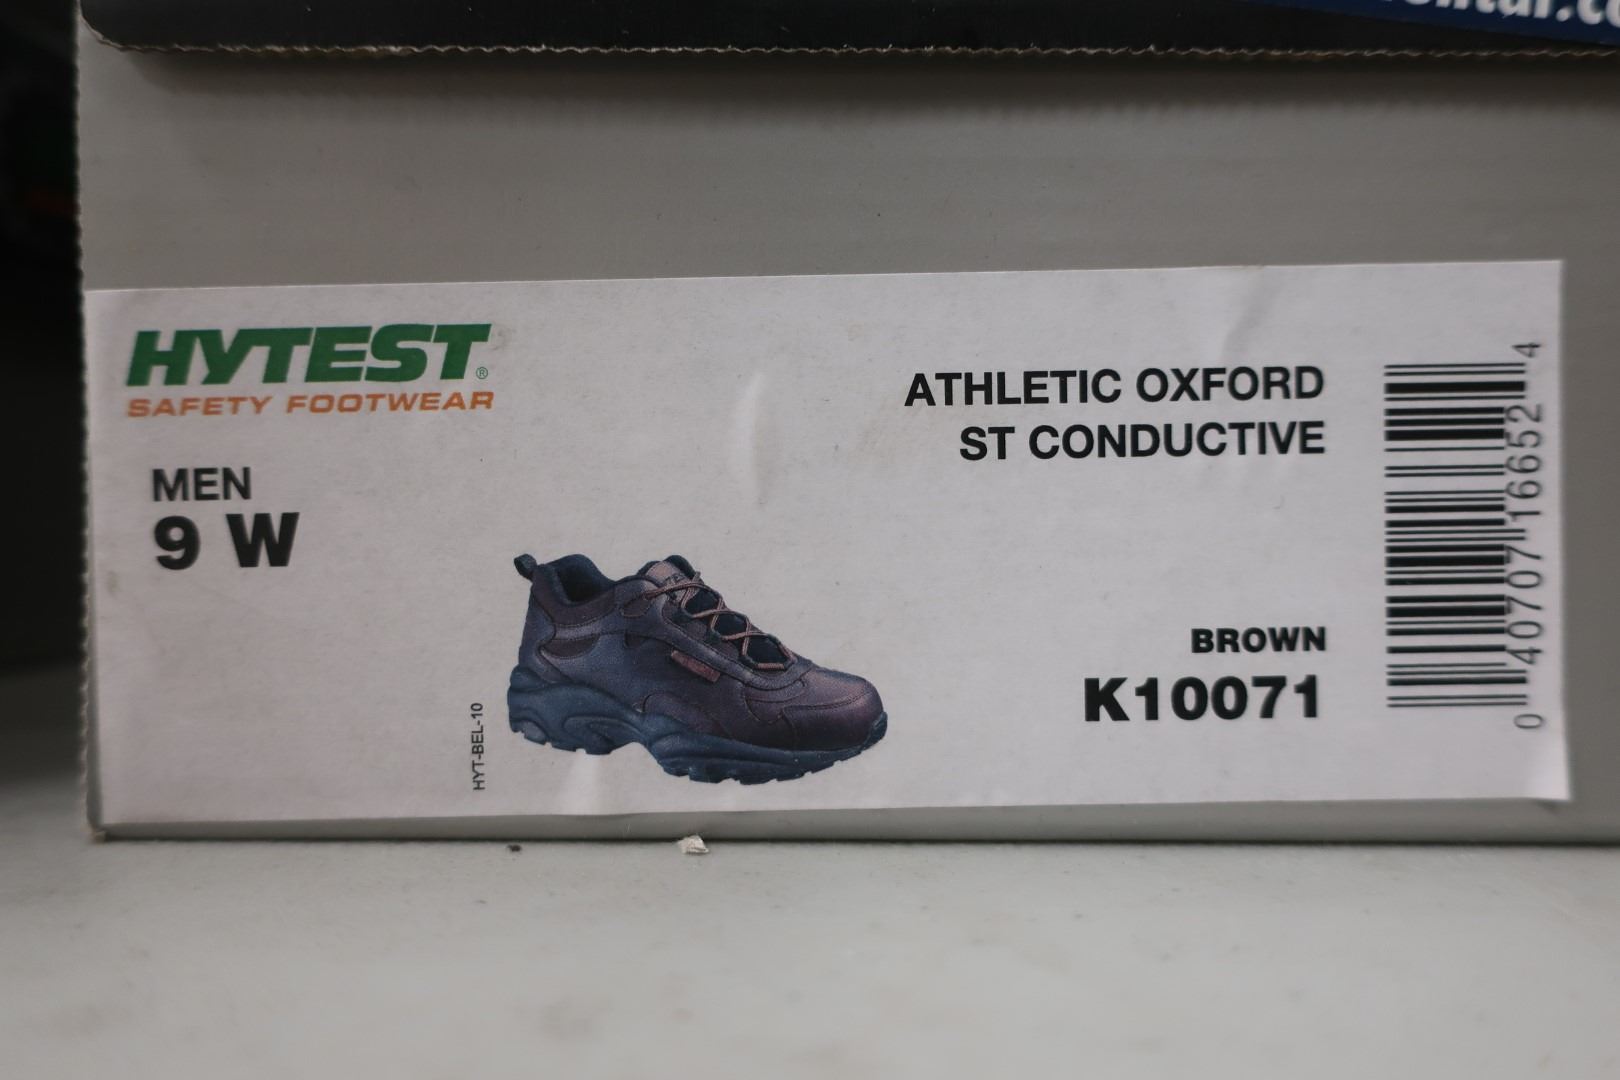 HYTEST®
SAFETY FOOTWEAR
MEN
9 W
ATHLETIC OXFORD
ST CONDUCTIVE
BROWN
K10071
HYT-BEL-10
0 40707 16652 4